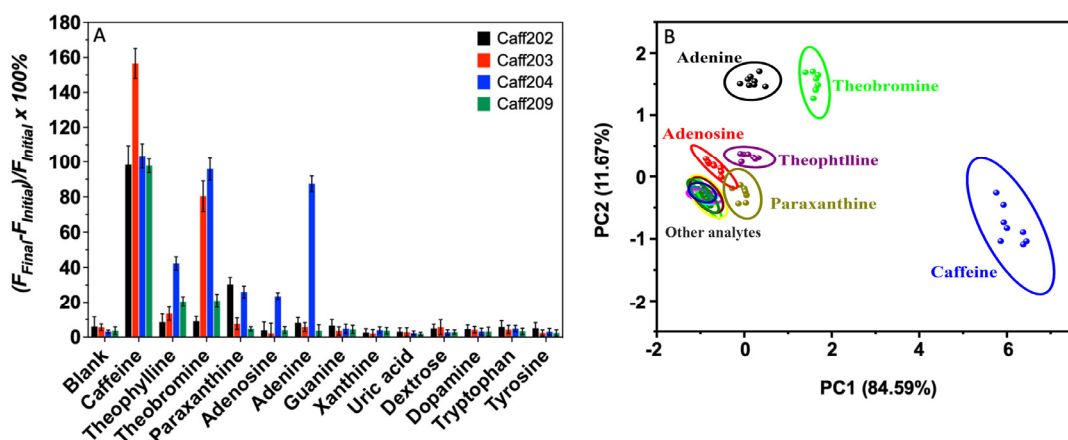 A
(F_Final-F_Initial)/F_Initial x 100%
180
160
140
120
100
80
60
40
20
0
Caff202
Caff203
Caff204
Caff209
Blank
Caffeine
Theophylline
Theobromine
Paraxanthine
Adenosine
Adenine
Guanine
Xanthine
Uric acid
Dextrose
Dopamine
Tryptophan
Tyrosine
B
PC2 (11.67%)
2
1
0
-1
-2
Adenine
Theobromine
Adenosine
Theophtlline
Paraxanthine
Other analytes
Caffeine
-2
0
2
4
6
PC1 (84.59%)